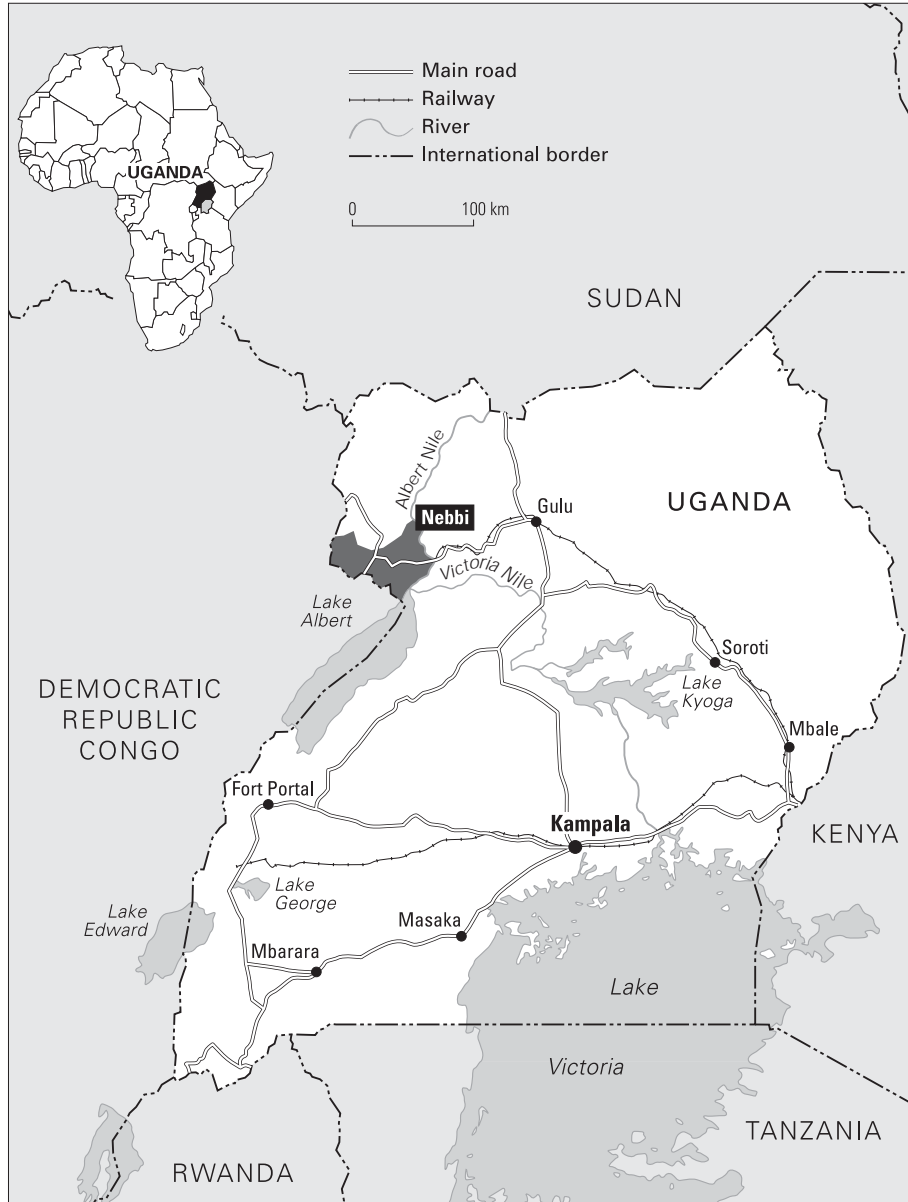 Main road
Railway
River
International border
UGANDA
0 100 km
SUDAN
Albert Nile
Nebbi
Gulu
UGANDA
Victoria Nile
Lake
Albert
Soroti
Lake
Kyoga
DEMOCRATIC
REPUBLIC
CONGO
Mbale
Fort Portal
Kampala
KENYA
Lake
George
Lake
Edward
Masaka
Mbarara
Lake
Victoria
TANZANIA
RWANDA